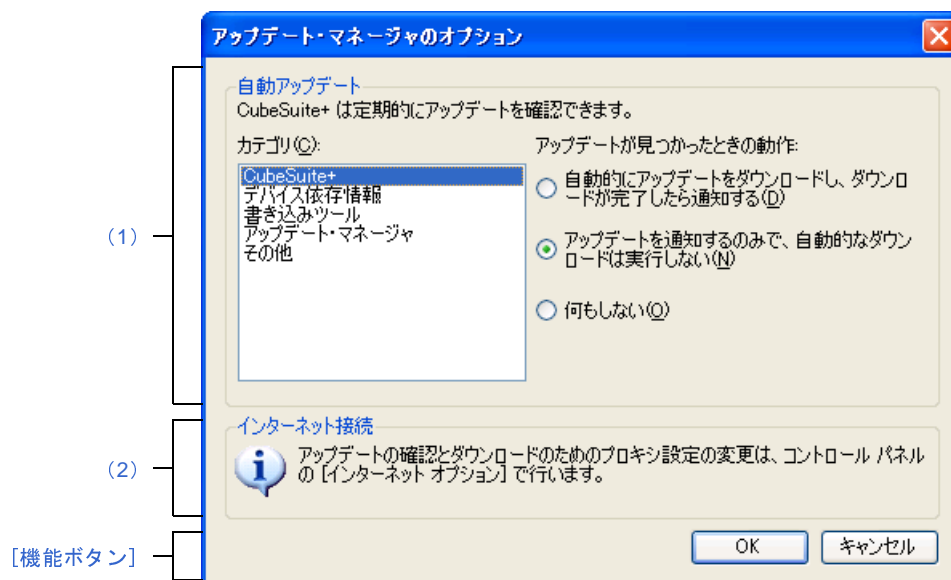 アップデート・マネージャのオプション
自動アップデート
CubeSuite+ は定期的にアップデートを確認できます。
カテゴリ(C):
CubeSuite+
デバイス依存情報
書き込みツール
アップデート・マネージャ
その他
アップデートが見つかったときの動作:
自動的にアップデートをダウンロードし、ダウンロ
ードが完了したら通知する(D)
アップデートを通知するのみで、自動的なダウン
ロードは実行しない(N)
何もしない(O)
(1)
インターネット接続
アップデートの確認とダウンロードのためのプロキシ設定の変更は、コントロール パネル
の [インターネット オプション] で行います。
(2)
[機能ボタン]
OK
キャンセル